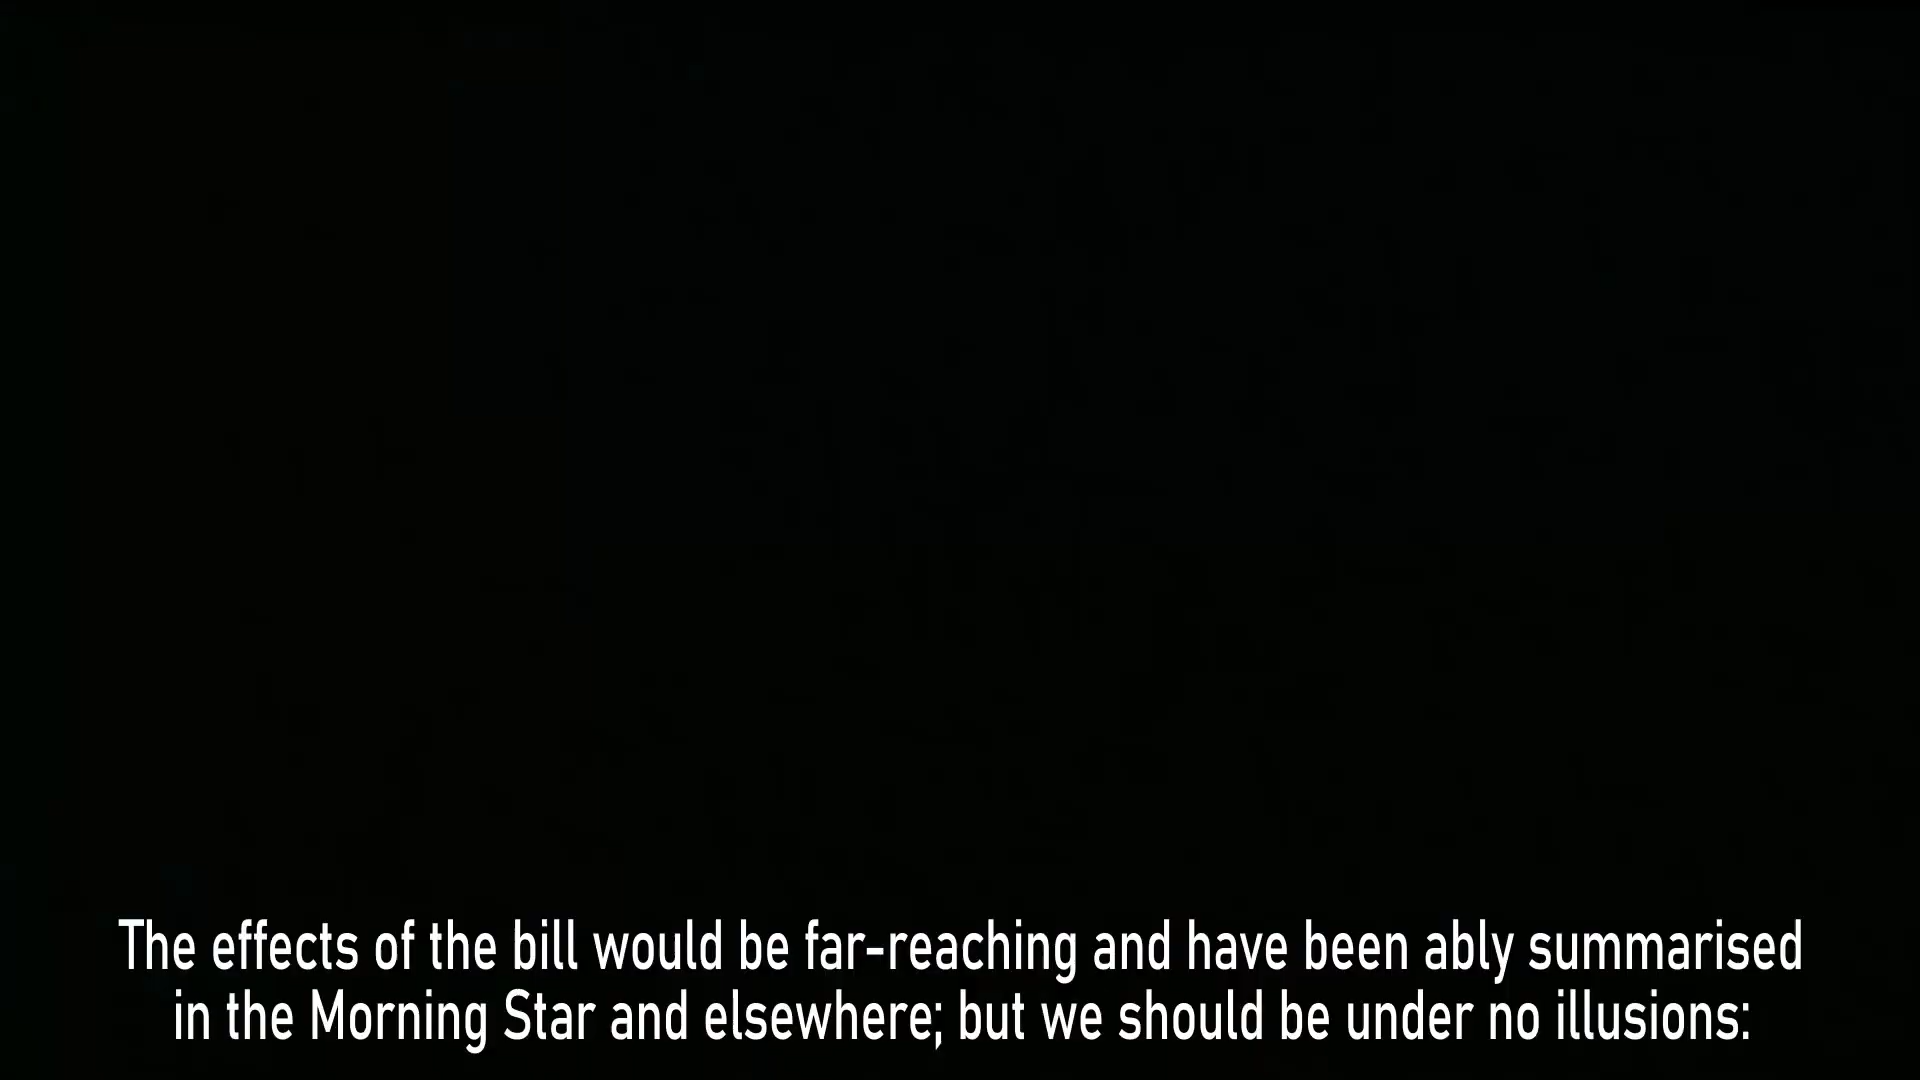 The effects of the bill would be far-reaching and have been ably summarised
in the Morning Star and elsewhere; but we should be under no illusions: